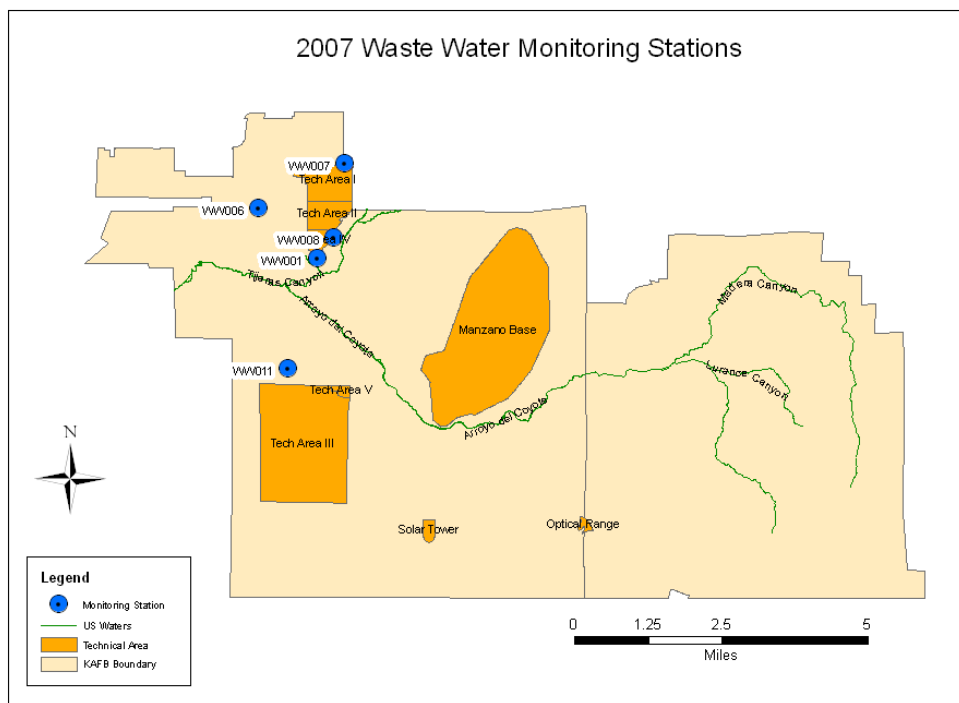 2007 Waste Water Monitoring Stations
WW007
Tech Area I
WW006
Tech Area II
WW008
ea IV
WW001
Tijeras Canyon
Madera Canyon
Arroyo del Coyote
Manzano Base
Lurance Canyon
WW011
Tech Area V
Arroyo del Coyote
N
Tech Area III
Solar Tower
Optical Range
Legend
Monitoring Station
US Waters
Technical Area
KAFB Boundary
0 1.25 2.5 5
Miles